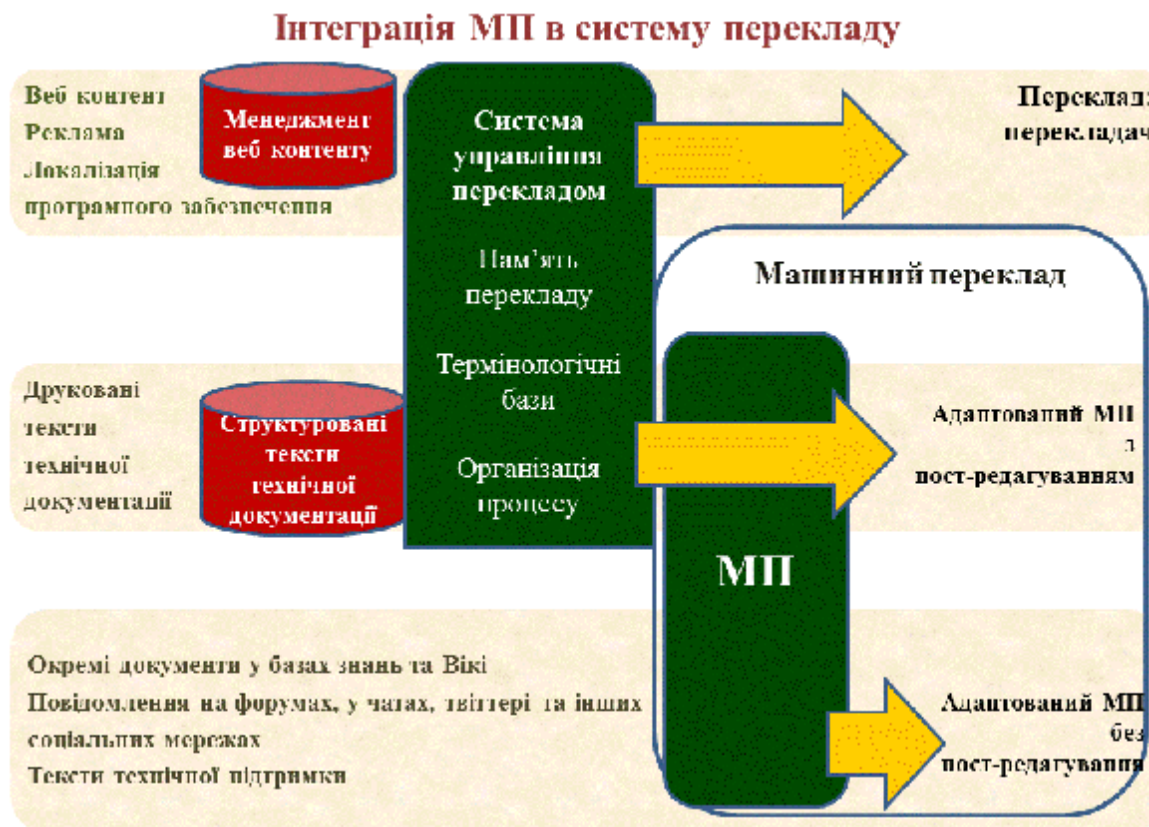 Інтеграція МП в систему перекладу
Веб контент
Реклама
Локалізація
програмного забезпечення
Менеджмент
веб контенту
Система
управління
перекладом
Пам’ять
перекладу
Термінологічні
бази
Організація
процесу
Переклад:
перекладач
Машинний переклад
Друковані
тексти
технічної
документації
Структуровані
тексти
технічної
документації
МП
Адаптований МП
з
пост-редагуванням
Окремі документи у базах знань та Вікі
Повідомлення на форумах, у чатах, твіттері та інших
соціальних мережах
Тексти технічної підтримки
Адаптований МП
без
пост-редагування